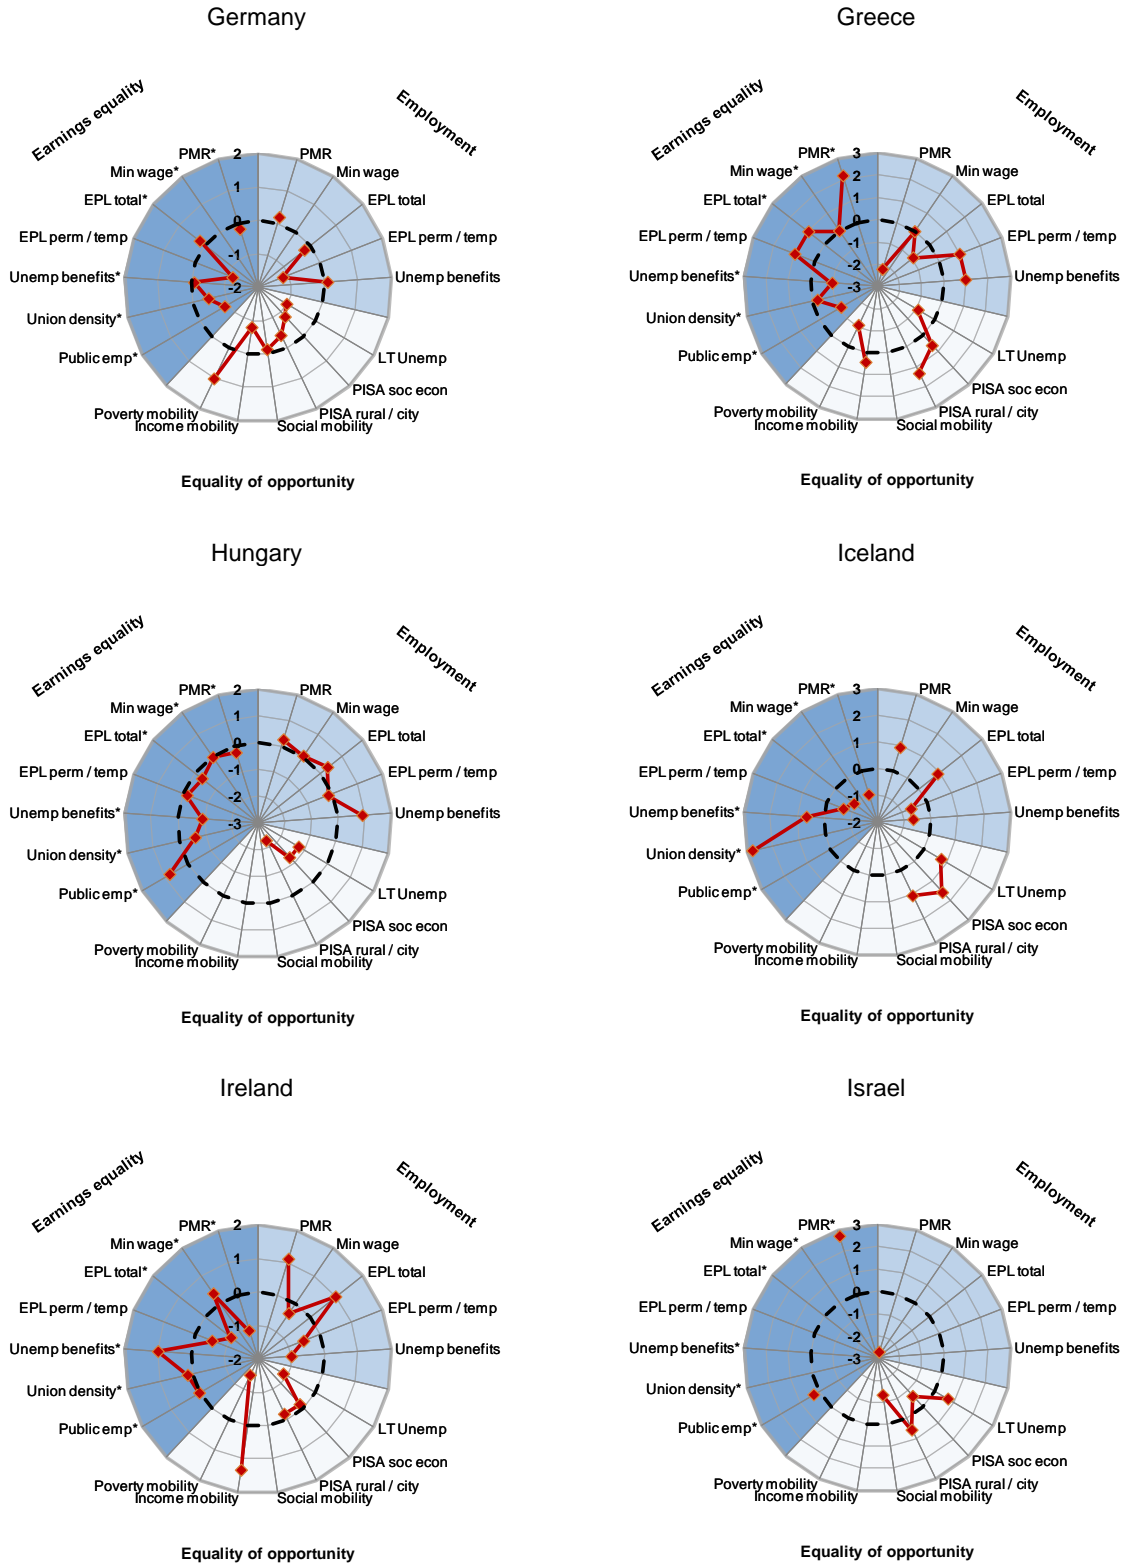 Germany
Earnings equality
Employment
PMR*
2
PMR
Min wage*
Min wage
EPL total*
1
EPL total
EPL perm / temp
0
EPL perm / temp
-1
Unemp benefits*
-2
Unemp benefits
Union density*
Public emp*
LT Unemp
PISA soc econ
Poverty mobility
PISA rural / city
Income mobility
Social mobility
Equality of opportunity
Greece
Earnings equality
Employment
PMR*
3
PMR
Min wage*
2
Min wage
EPL total*
1
EPL total
0
EPL perm / temp
-1
EPL perm / temp
-2
Unemp benefits*
-3
Unemp benefits
Union density*
Public emp*
LT Unemp
PISA soc econ
Poverty mobility
PISA rural / city
Income mobility
Social mobility
Equality of opportunity
Hungary
Earnings equality
Employment
PMR*
2
PMR
Min wage*
1
Min wage
EPL total*
0
EPL total
EPL perm / temp
-1
EPL perm / temp
-2
Unemp benefits*
-3
Unemp benefits
Union density*
Public emp*
LT Unemp
PISA soc econ
Poverty mobility
PISA rural / city
Income mobility
Social mobility
Equality of opportunity
Iceland
Earnings equality
Employment
PMR*
3
PMR
Min wage*
2
Min wage
EPL total*
1
EPL total
EPL perm / temp
0
EPL perm / temp
-1
Unemp benefits*
-2
Unemp benefits
Union density*
Public emp*
LT Unemp
PISA soc econ
Poverty mobility
PISA rural / city
Income mobility
Social mobility
Equality of opportunity
Ireland
Earnings equality
Employment
PMR*
2
PMR
Min wage*
Min wage
EPL total*
1
EPL total
EPL perm / temp
0
EPL perm / temp
-1
Unemp benefits*
-2
Unemp benefits
Union density*
Public emp*
LT Unemp
PISA soc econ
Poverty mobility
PISA rural / city
Income mobility
Social mobility
Equality of opportunity
Israel
Earnings equality
Employment
PMR*
3
PMR
Min wage*
2
Min wage
EPL total*
1
EPL total
0
EPL perm / temp
-1
EPL perm / temp
-2
Unemp benefits*
-3
Unemp benefits
Union density*
Public emp*
LT Unemp
PISA soc econ
Poverty mobility
PISA rural / city
Income mobility
Social mobility
Equality of opportunity